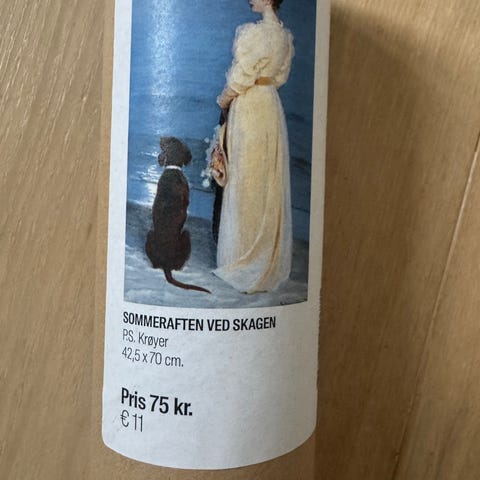 SOMMERAFTEN VED SKAGEN
P.S. Krøyer
42,5 x 70 cm.
Pris 75 kr.
€ 11